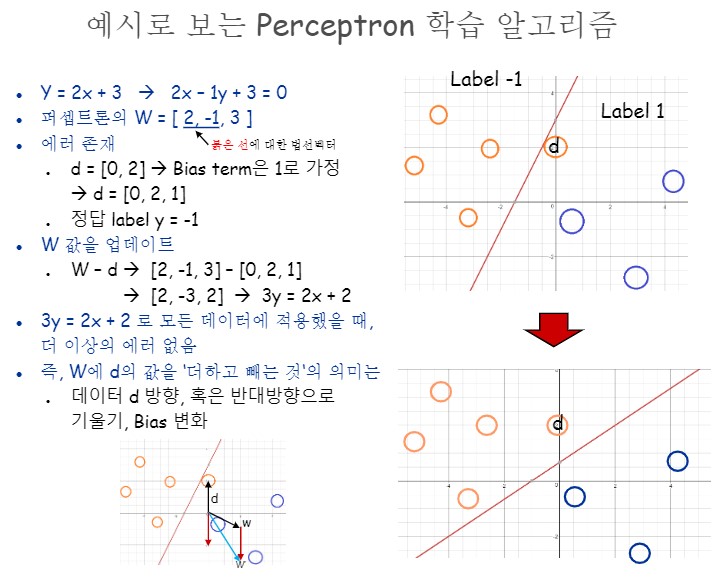 예시로 보는 Perceptron 학습 알고리즘
Y = 2x + 3 → 2x – 1y + 3 = 0
퍼셉트론의 W = [ 2, -1, 3 ]
붉은 선에 대한 법선벡터
에러 존재
d = [0, 2] → Bias term은 1로 가정
→ d = [0, 2, 1]
정답 label y = -1
W 값을 업데이트
W – d → [2, -1, 3] – [0, 2, 1]
→ [2, -3, 2] → 3y = 2x + 2
3y = 2x + 2 로 모든 데이터에 적용했을 때,
더 이상의 에러 없음
즉, W에 d의 값을 '더하고 빼는 것'의 의미는
데이터 d 방향, 혹은 반대방향으로
기울기, Bias 변화
d
w
w'
Label -1
Label 1
d
d